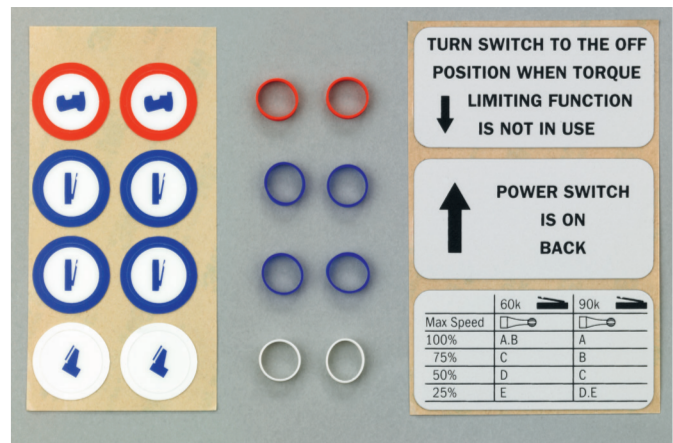 TURN SWITCH TO THE OFF
POSITION WHEN TORQUE
LIMITING FUNCTION
IS NOT IN USE
POWER SWITCH
IS ON
BACK
60k 90k
Max Speed
100% A.B A
75% C B
50% D C
25% E D.E